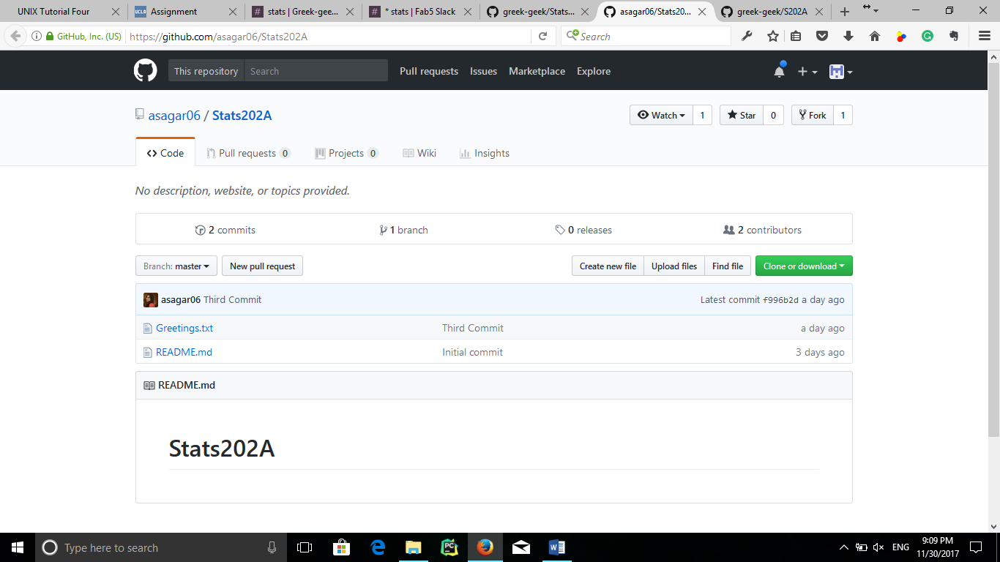 UNIX Tutorial Four
UCLA Assignment
# stats | Greek-gee...
# * stats | Fab5 Slack
greek-geek/Stats...
asagar06/Stats20...
greek-geek/S202A
GitHub, Inc. (US) https://github.com/asagar06/Stats202A
Search
This repository Search Pull requests Issues Marketplace Explore
asagar06 / Stats202A
Watch 1 Star 0 Fork 1
Code Pull requests 0 Projects 0 Wiki Insights
No description, website, or topics provided.
2 commits 1 branch 0 releases 2 contributors
Branch: master New pull request Create new file Upload files Find file Clone or download
asagar06 Third Commit Latest commit f996b2d a day ago
Greetings.txt Third Commit a day ago
README.md Initial commit 3 days ago
README.md
Stats202A
Type here to search
PC
ENG
9:09 PM
11/30/2017